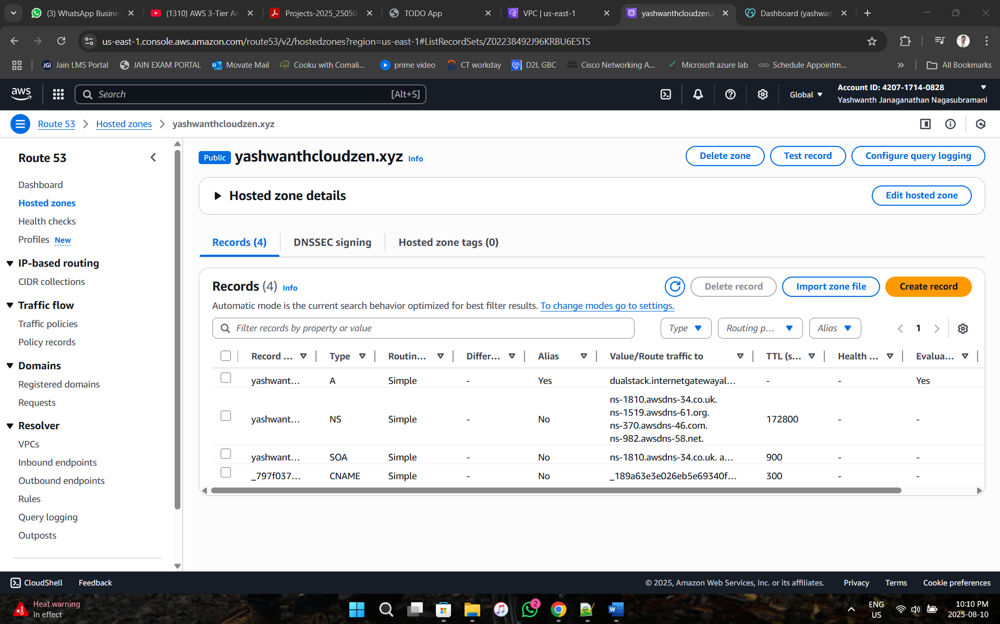 (3) WhatsApp Busine
(1310) AWS 3-Tier Ar
Projects-2025_25050
TODO App
VPC | us-east-1
yashwanthcloudzen.x
Dashboard (yashwan
us-east-1.console.aws.amazon.com/route53/v2/hostedzones?region=us-east-1#ListRecordSets/Z02238492J96KRBU6E5TS
JGi Jain LMS Portal
JAIN EXAM PORTAL
Movate Mail
Cooku with Comali...
prime video
CT workday
D2L GBC
Cisco Networking A...
Microsoft azure lab
GD Schedule Appointm...
»
All Bookmarks
aws
Search
[Alt+S]
Global
Account ID: 4207-1714-0828
Yashwanth Janaganathan Nagasubramani
Route 53
Hosted zones
yashwanthcloudzen.xyz
Route 53
Dashboard
Hosted zones
Health checks
Profiles New
IP-based routing
CIDR collections
Traffic flow
Traffic policies
Policy records
Domains
Registered domains
Requests
Resolver
VPCs
Inbound endpoints
Outbound endpoints
Rules
Query logging
Outposts
Public yashwanthcloudzen.xyz Info
Delete zone
Test record
Configure query logging
Hosted zone details
Edit hosted zone
Records (4)
DNSSEC signing
Hosted zone tags (0)
Records (4) Info
Delete record
Import zone file
Create record
Automatic mode is the current search behavior optimized for best filter results. To change modes go to settings.
Filter records by property or value
Type
Routing p...
Alias
1
Record ... Type Routin... Differ... Alias Value/Route traffic to TTL (s... Health ... Evalua...
yashwant... A Simple - Yes dualstack.internetgatewayal... - - Yes
yashwant... NS Simple - No
ns-1810.awsdns-34.co.uk.
ns-1519.awsdns-61.org.
ns-370.awsdns-46.com.
ns-982.awsdns-58.net.
172800 - -
yashwant... SOA Simple - No ns-1810.awsdns-34.co.uk. a... 900 - -
_797f037... CNAME Simple - No _189a63e3e026eb5e69340f... 300 - -
CloudShell
Feedback
© 2025, Amazon Web Services, Inc. or its affiliates.
Privacy
Terms
Cookie preferences
Heat warning
In effect
2
W
ENG
US
10:10 PM
2025-08-10